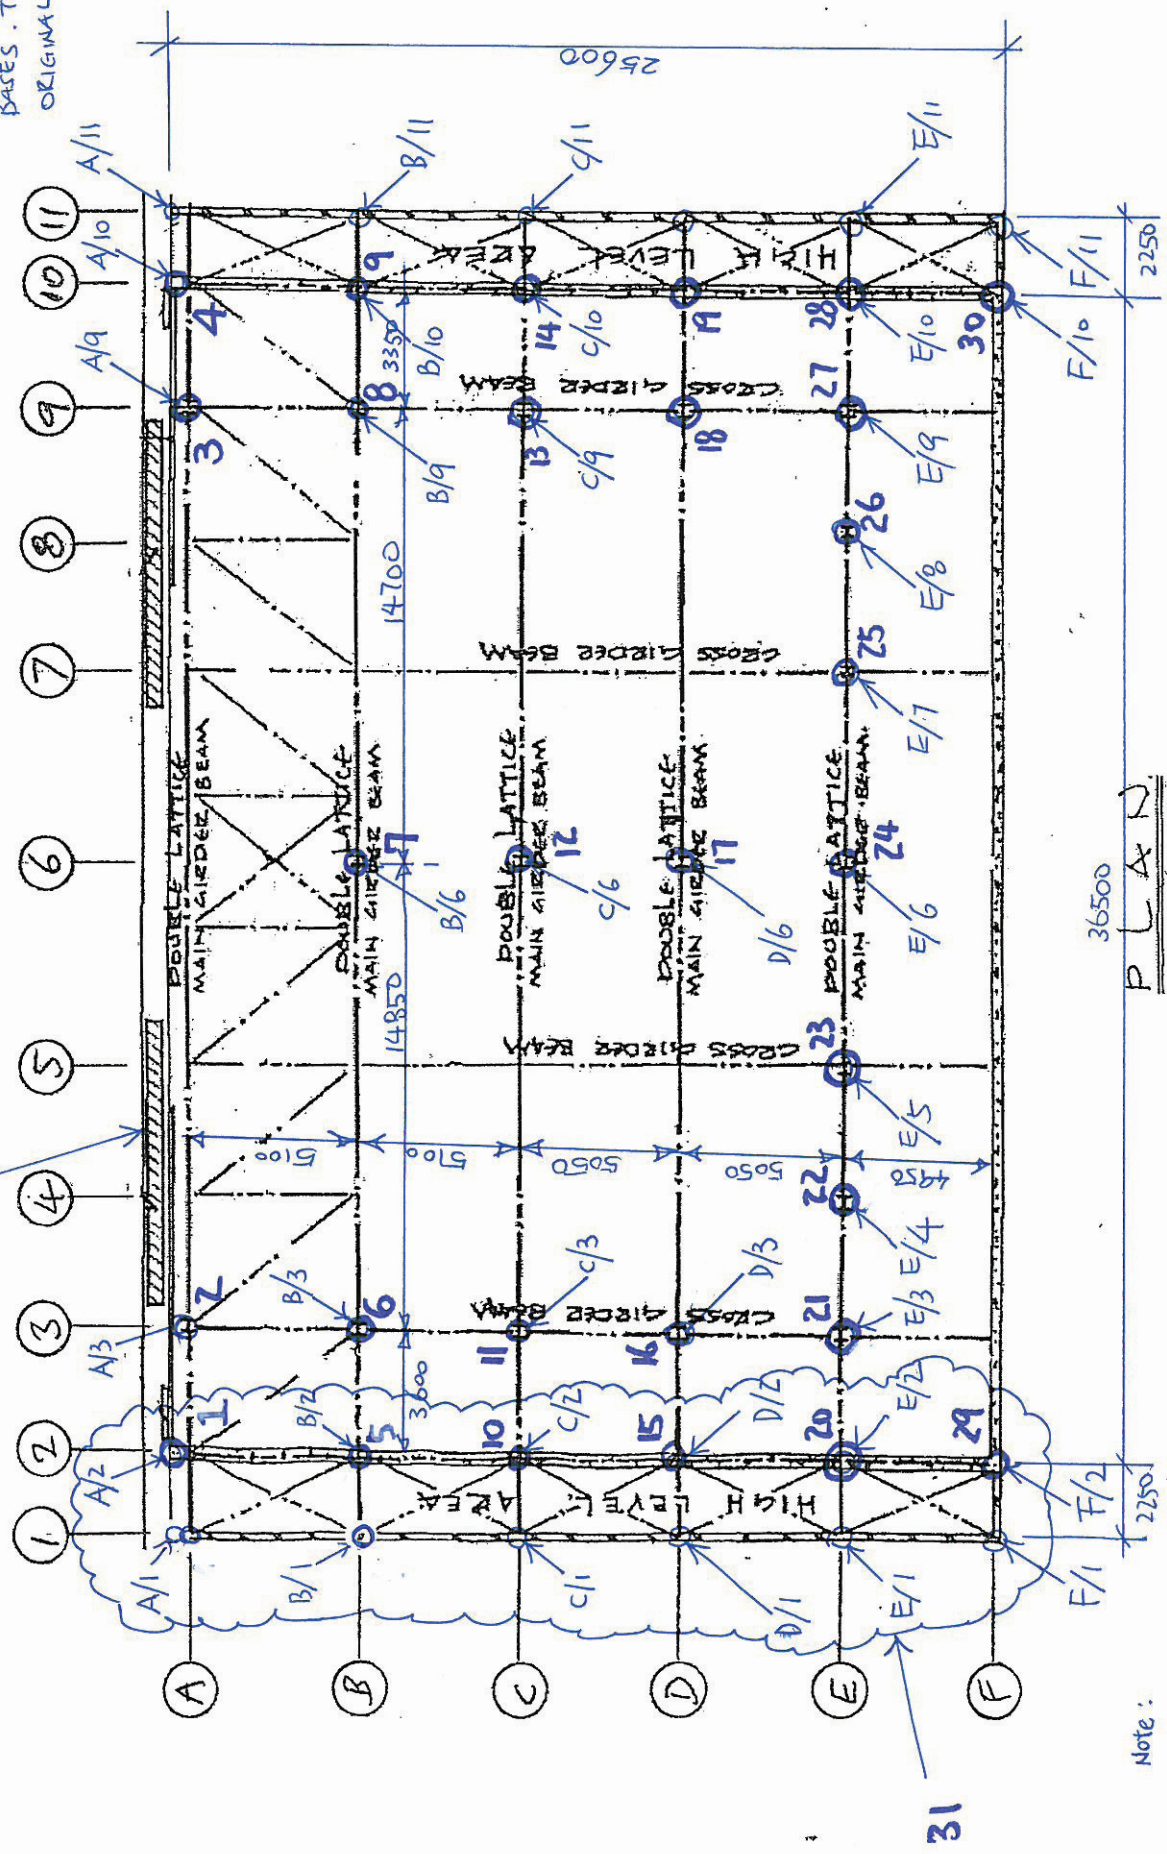 BASES. T
ORIGINAL
1
2
3
4
5
6
7
8
9
10
11
A/1
A/2
A/3
A/9
A/10
A/11
A
1
2
3
4
DOUBLE LATTICE
MAIN GIRDER BEAM
5100
25600
B
B/1
B/2
B/3
5
6
7
8
9
B/6
B/9
B/10
B/11
DOUBLE LATTICE
MAIN GIRDER BEAM
3600
14850
14700
3350
5100
C
C/1
C/2
C/3
10
11
12
13
14
C/6
C/9
C/10
C/11
DOUBLE LATTICE
MAIN GIRDER BEAM
5050
D
D/1
D/2
D/3
15
16
17
18
19
D/6
DOUBLE LATTICE
MAIN GIRDER BEAM
5050
HIGH LEVEL AREA
CROSS GIRDER BEAM
CROSS GIRDER BEAM
CROSS GIRDER BEAM
CROSS GIRDER BEAM
HIGH LEVEL AREA
E
E/1
E/2
E/3
E/4
E/5
E/6
E/7
E/8
E/9
E/10
E/11
20
21
22
23
24
25
26
27
28
DOUBLE LATTICE
MAIN GIRDER BEAM
4950
F
F/1
F/2
29
30
F/10
F/11
31
2250
36500
2250
PLAN
Note: